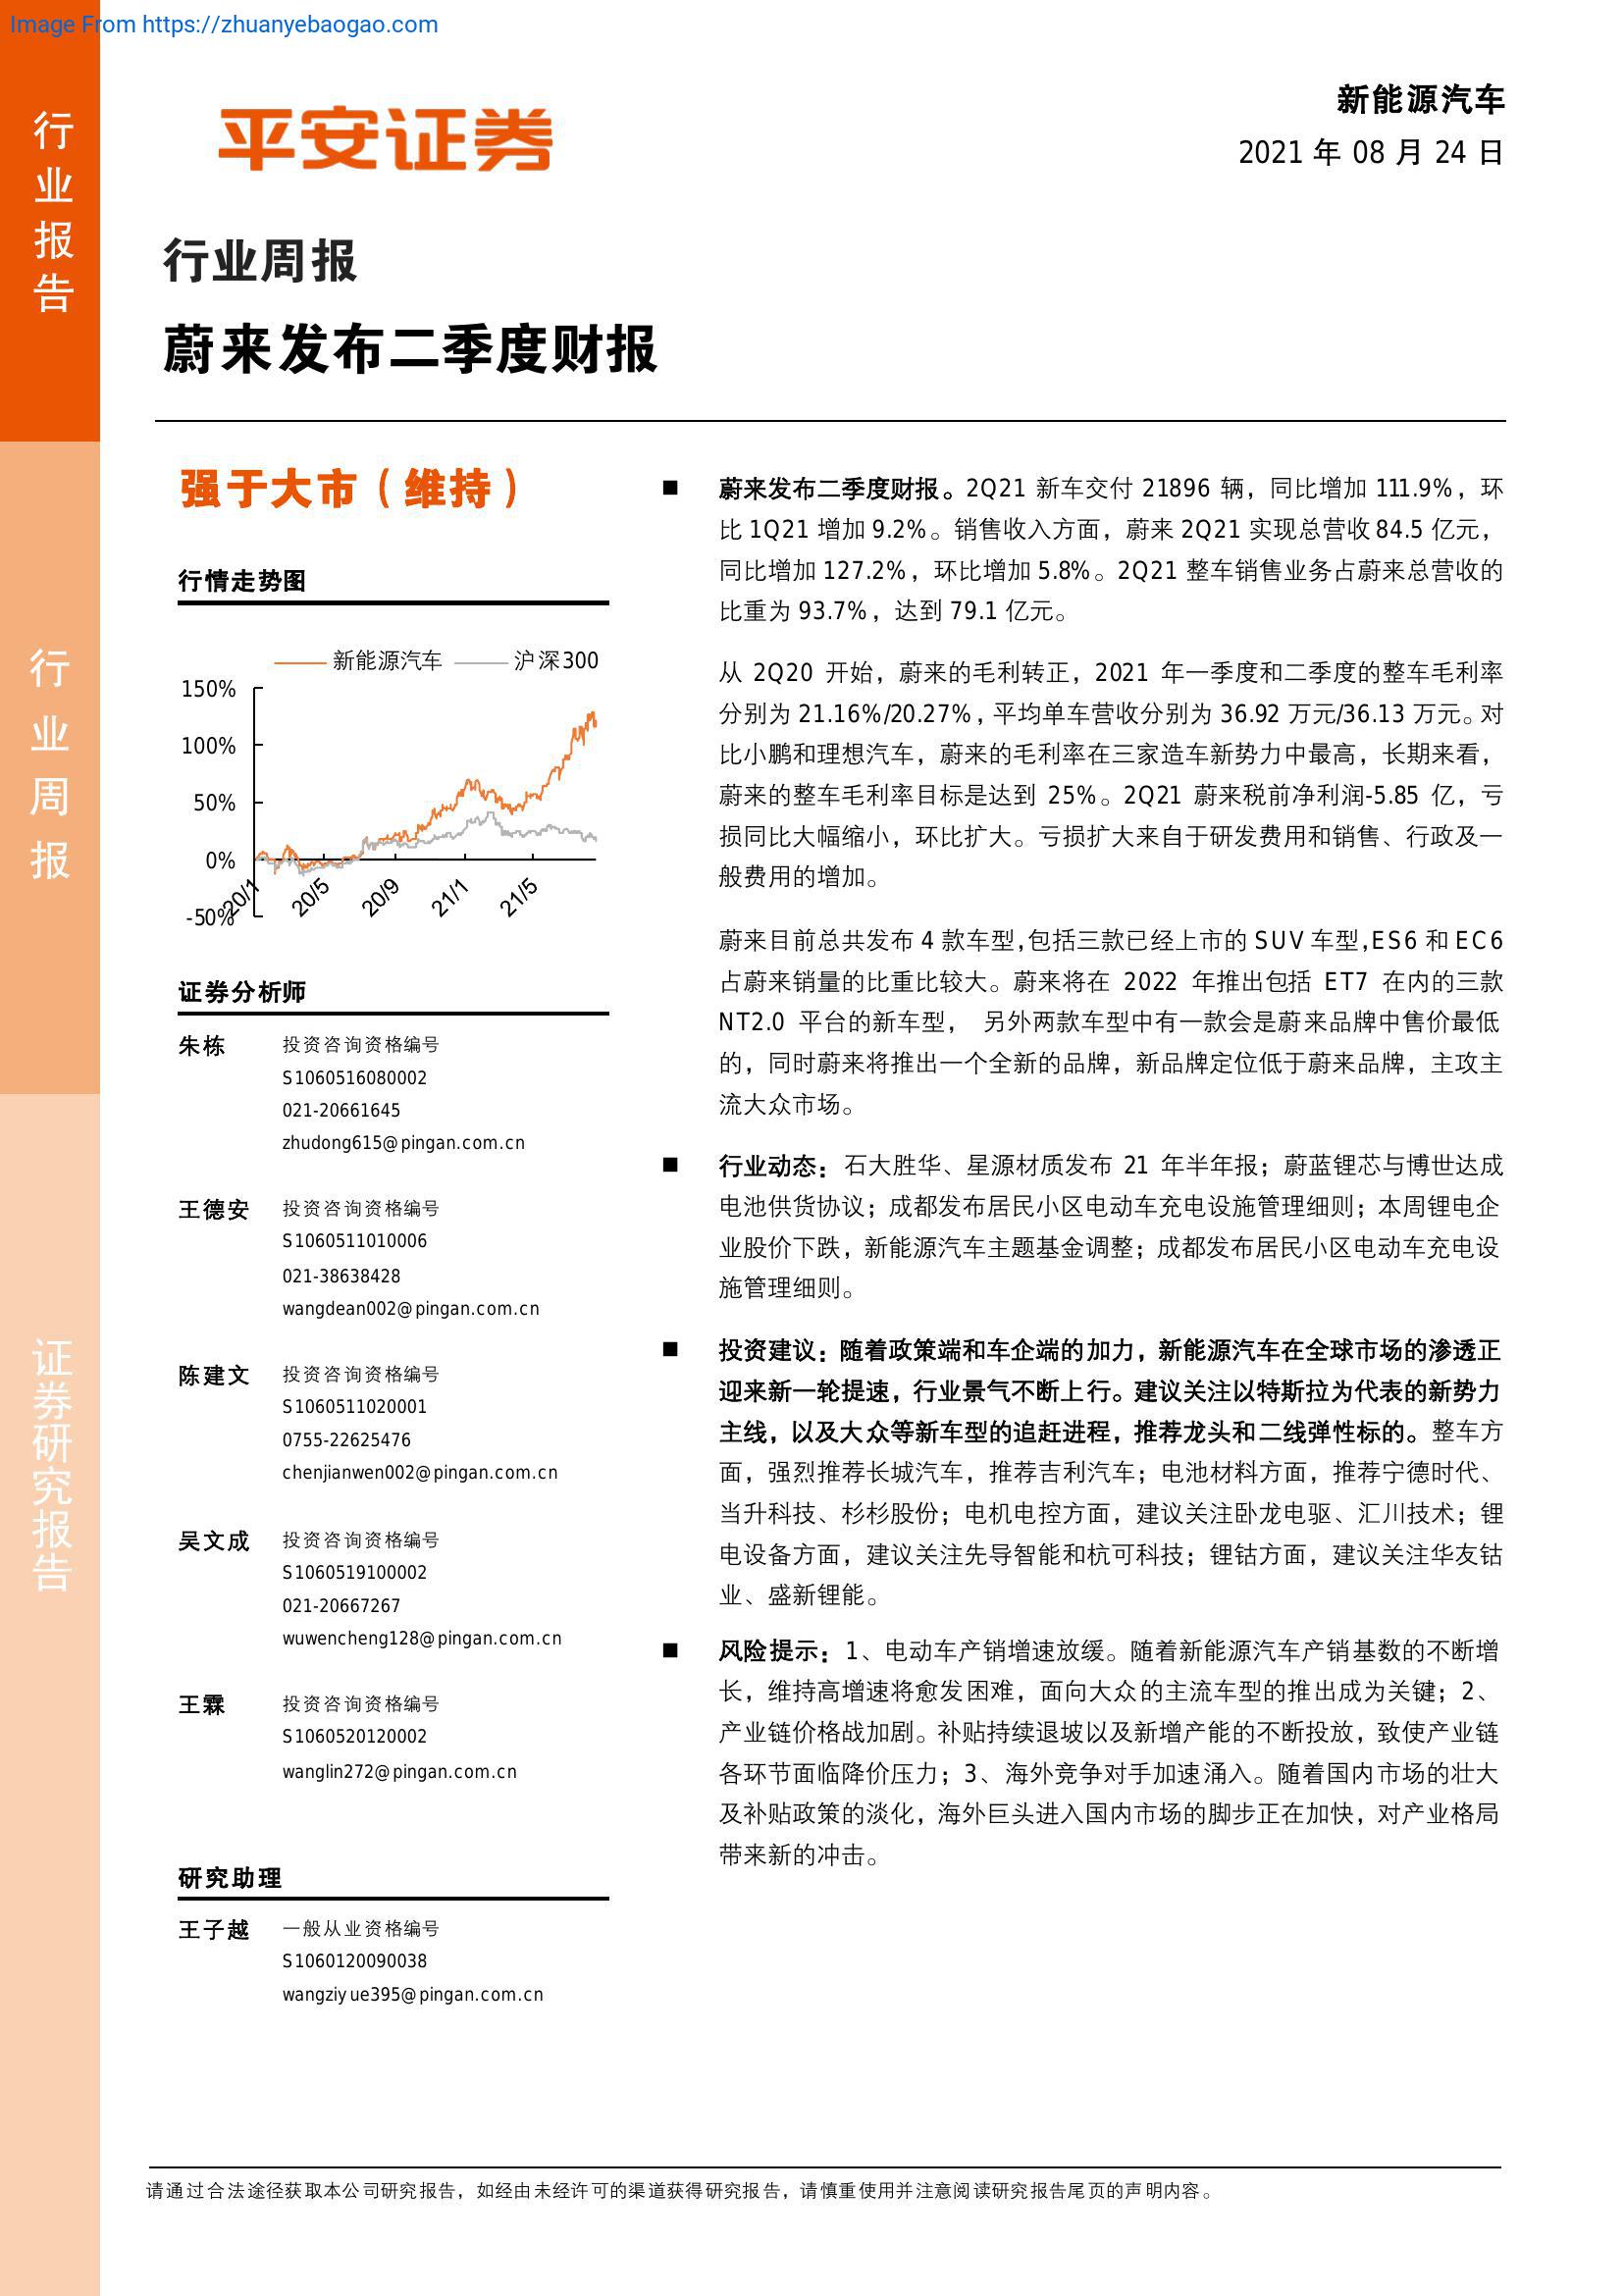 Image From https://zhuanyebaogao.com
行业报告
行业周报
证券研究报告
平安证券
新能源汽车
2021 年 08 月 24 日
行业周报
蔚来发布二季度财报
强于大市（维持）
行情走势图
新能源汽车 沪深300
150%
100%
50%
0%
-50%
20/1 20/5 20/9 21/1 21/5
证券分析师
朱栋 投资咨询资格编号
S1060516080002
021-20661645
zhudong615@pingan.com.cn
王德安 投资咨询资格编号
S1060511010006
021-38638428
wangdean002@pingan.com.cn
陈建文 投资咨询资格编号
S1060511020001
0755-22625476
chenjianwen002@pingan.com.cn
吴文成 投资咨询资格编号
S1060519100002
021-20667267
wuwencheng128@pingan.com.cn
王霖 投资咨询资格编号
S1060520120002
wanglin272@pingan.com.cn
研究助理
王子越 一般从业资格编号
S1060120090038
wangziyue395@pingan.com.cn
■ 蔚来发布二季度财报。2Q21 新车交付 21896 辆，同比增加 111.9%，环
比 1Q21 增加 9.2%。销售收入方面，蔚来 2Q21 实现总营收 84.5 亿元，
同比增加 127.2%，环比增加 5.8%。2Q21 整车销售业务占蔚来总营收的
比重为 93.7%，达到 79.1 亿元。
从 2Q20 开始，蔚来的毛利转正，2021 年一季度和二季度的整车毛利率
分别为 21.16%/20.27%，平均单车营收分别为 36.92 万元/36.13 万元。对
比小鹏和理想汽车，蔚来的毛利率在三家造车新势力中最高，长期来看，
蔚来的整车毛利率目标是达到 25%。2Q21 蔚来税前净利润-5.85 亿，亏
损同比大幅缩小，环比扩大。亏损扩大来自于研发费用和销售、行政及一
般费用的增加。
蔚来目前总共发布 4 款车型，包括三款已经上市的 SUV 车型，ES6 和 EC6
占蔚来销量的比重比较大。蔚来将在 2022 年推出包括 ET7 在内的三款
NT2.0 平台的新车型， 另外两款车型中有一款会是蔚来品牌中售价最低
的，同时蔚来将推出一个全新的品牌，新品牌定位低于蔚来品牌，主攻主
流大众市场。
■ 行业动态：石大胜华、星源材质发布 21 年半年报；蔚蓝锂芯与博世达成
电池供货协议；成都发布居民小区电动车充电设施管理细则；本周锂电企
业股价下跌，新能源汽车主题基金调整；成都发布居民小区电动车充电设
施管理细则。
■ 投资建议：随着政策端和车企端的加力，新能源汽车在全球市场的渗透正
迎来新一轮提速，行业景气不断上行。建议关注以特斯拉为代表的新势力
主线，以及大众等新车型的追赶进程，推荐龙头和二线弹性标的。整车方
面，强烈推荐长城汽车，推荐吉利汽车；电池材料方面，推荐宁德时代、
当升科技、杉杉股份；电机电控方面，建议关注卧龙电驱、汇川技术；锂
电设备方面，建议关注先导智能和杭可科技；锂钴方面，建议关注华友钴
业、盛新锂能。
■ 风险提示：1、电动车产销增速放缓。随着新能源汽车产销基数的不断增
长，维持高增速将愈发困难，面向大众的主流车型的推出成为关键；2、
产业链价格战加剧。补贴持续退坡以及新增产能的不断投放，致使产业链
各环节面临降价压力；3、海外竞争对手加速涌入。随着国内市场的壮大
及补贴政策的淡化，海外巨头进入国内市场的脚步正在加快，对产业格局
带来新的冲击。
请通过合法途径获取本公司研究报告，如经由未经许可的渠道获得研究报告，请慎重使用并注意阅读研究报告尾页的声明内容。